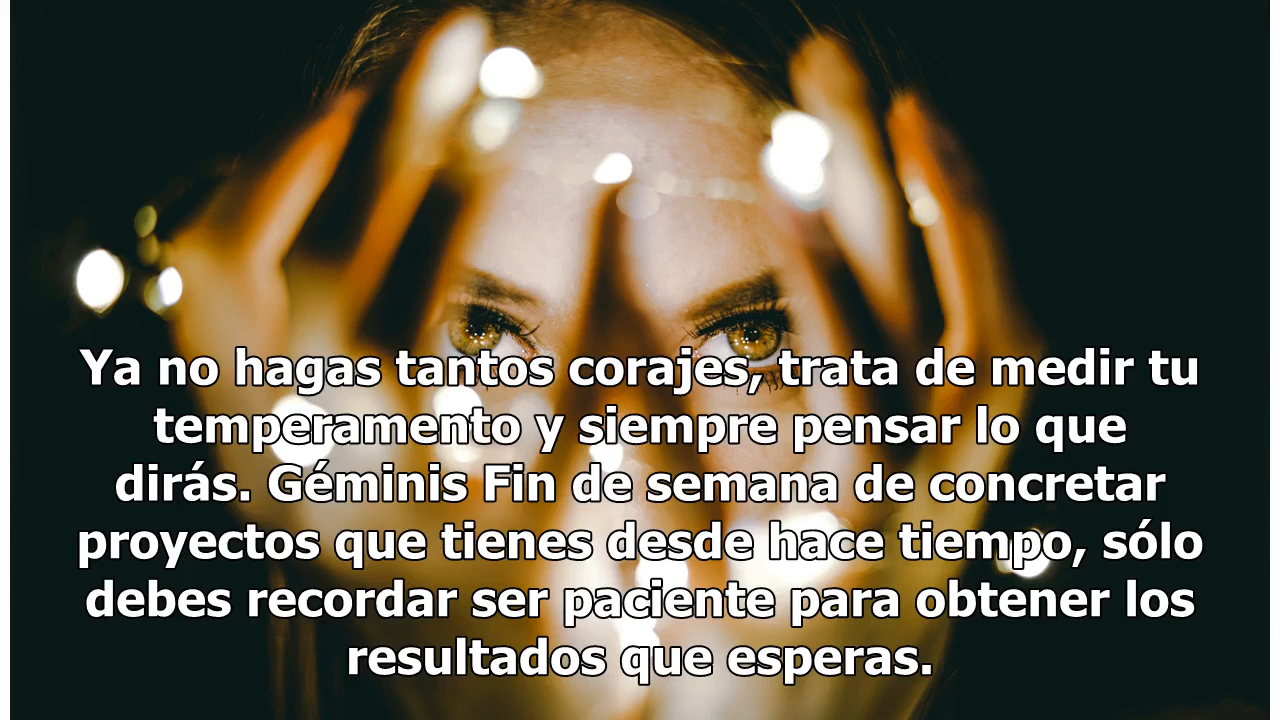 Ya no hagas tantos corajes, trata de medir tu
temperamento y siempre pensar lo que
dirás. Géminis Fin de semana de concretar
proyectos que tienes desde hace tiempo, sólo
debes recordar ser paciente para obtener los
resultados que esperas.